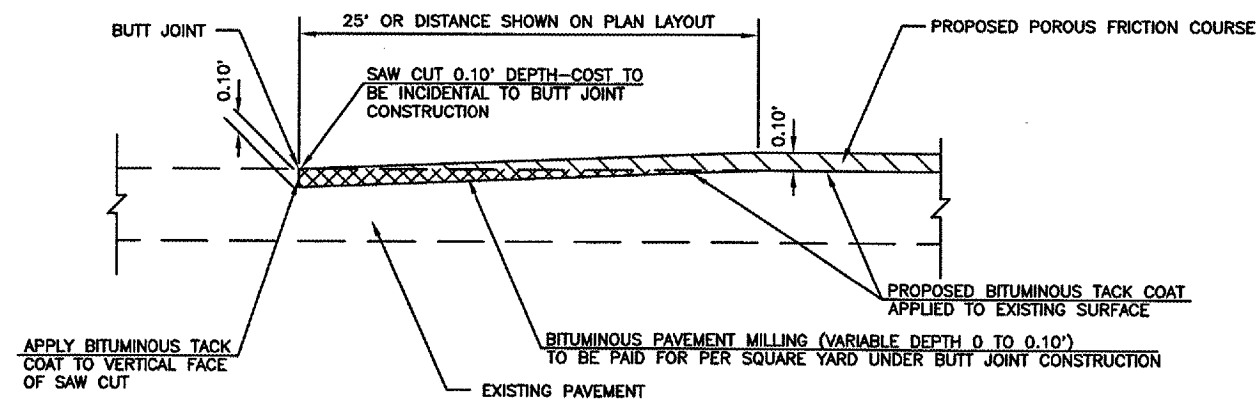 25' OR DISTANCE SHOWN ON PLAN LAYOUT
BUTT JOINT
PROPOSED POROUS FRICTION COURSE
0.10'
SAW CUT 0.10' DEPTH-COST TO
BE INCIDENTAL TO BUTT JOINT
CONSTRUCTION
0.10'
PROPOSED BITUMINOUS TACK COAT
APPLIED TO EXISTING SURFACE
APPLY BITUMINOUS TACK
COAT TO VERTICAL FACE
OF SAW CUT
BITUMINOUS PAVEMENT MILLING (VARIABLE DEPTH 0 TO 0.10')
TO BE PAID FOR PER SQUARE YARD UNDER BUTT JOINT CONSTRUCTION
EXISTING PAVEMENT